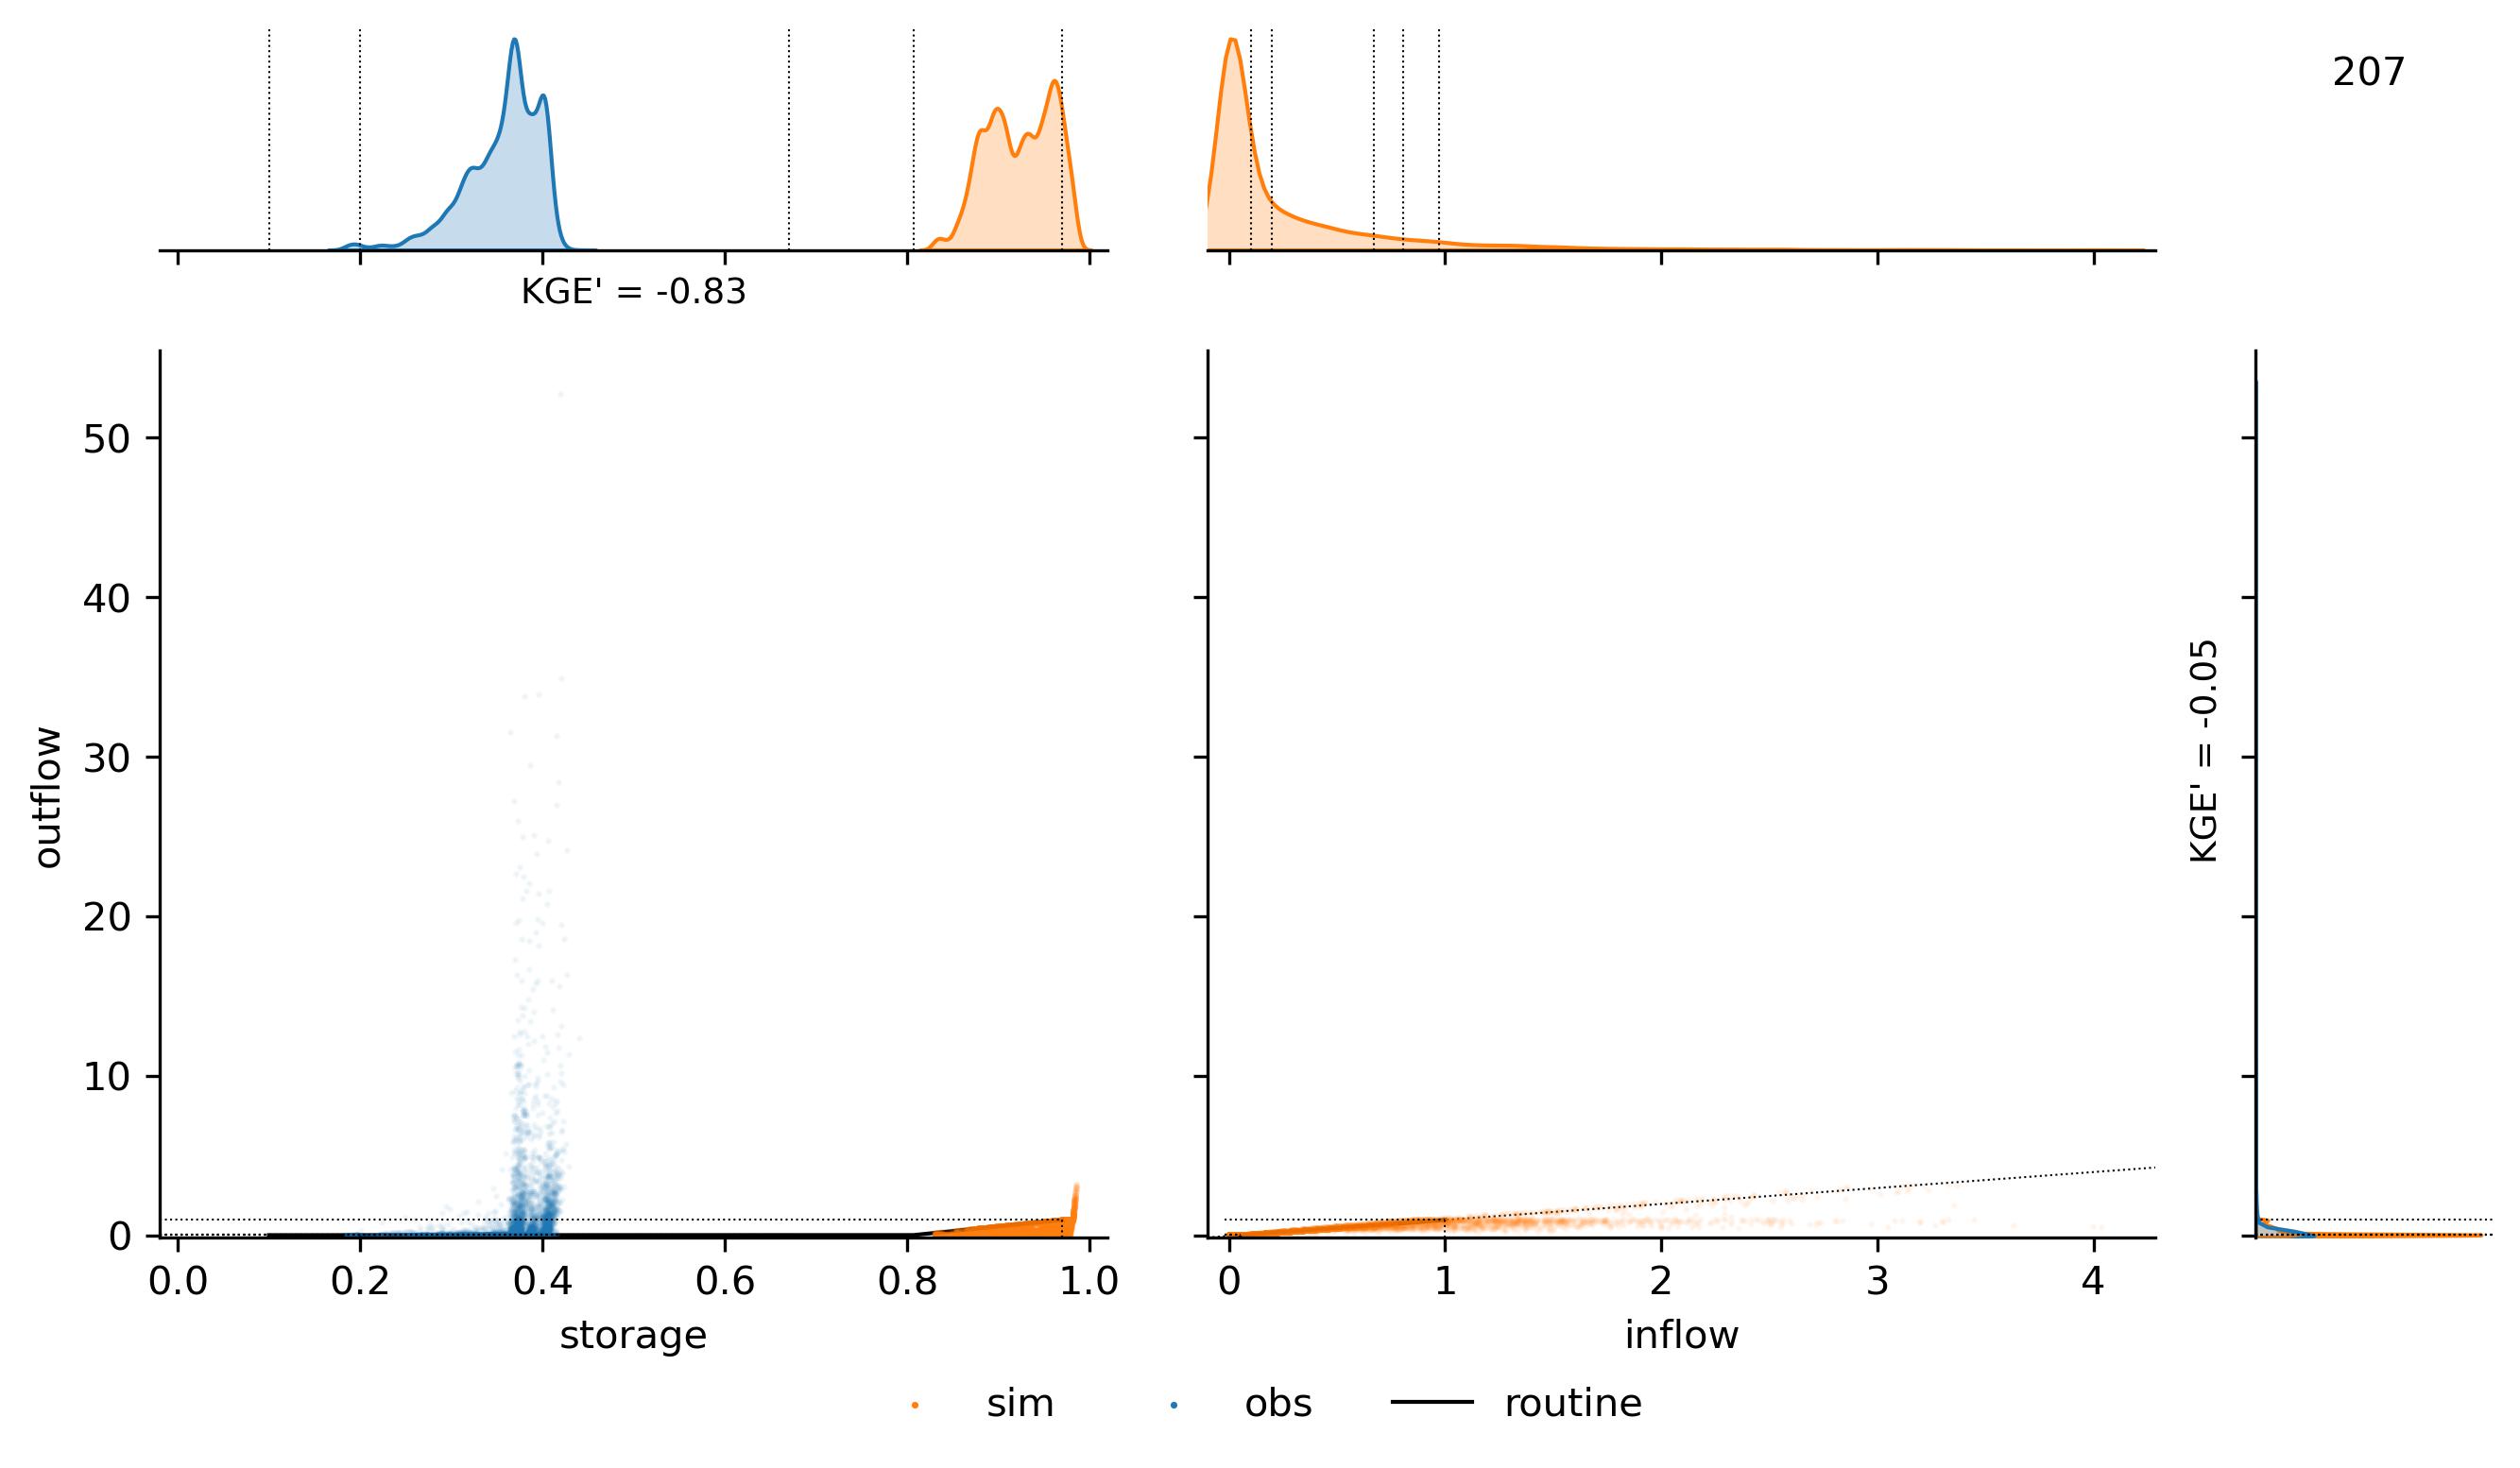 207
KGE' = -0.83
outflow
50
40
30
20
10
0
KGE' = -0.05
0.0 0.2 0.4 0.6 0.8 1.0
0 1 2 3 4
storage
inflow
sim obs routine